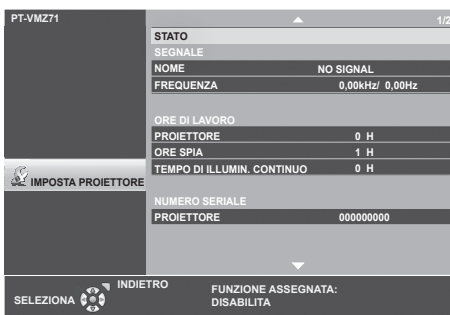 PT-VMZ71
1/2
STATO
SEGNALE
NOME NO SIGNAL
FREQUENZA 0,00kHz/ 0,00Hz
ORE DI LAVORO
PROIETTORE 0 H
ORE SPIA 1 H
TEMPO DI ILLUMIN. CONTINUO 0 H
IMPOSTA PROIETTORE
NUMERO SERIALE
PROIETTORE 000000000
INDIETRO
SELEZIONA
FUNZIONE ASSEGNATA:
DISABILITA